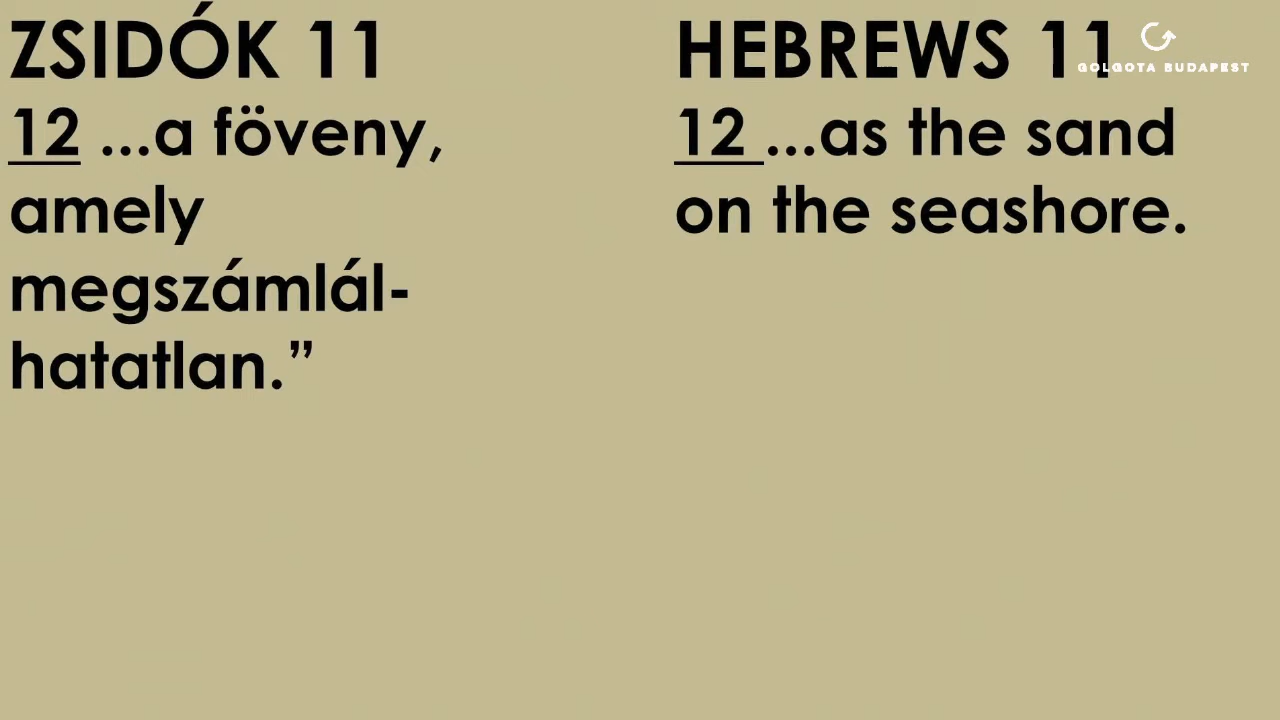 ZSIDÓK 11
12 ...a föveny,
amely
megszámlál-
hatatlan.”
HEBREWS 11
12 ...as the sand
on the seashore.
GOLGOTA BUDAPEST